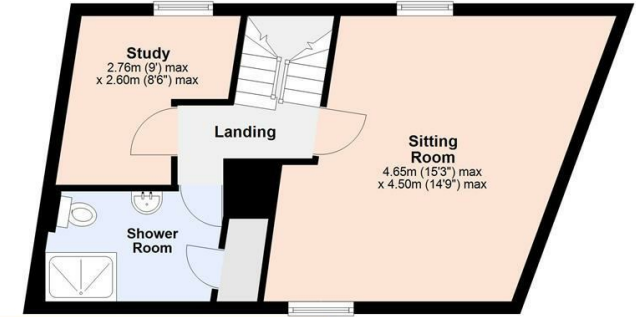 Study
2.76m (9') max
x 2.60m (8'6") max
Landing
Sitting
Room
4.65m (15'3") max
x 4.50m (14'9") max
Shower
Room